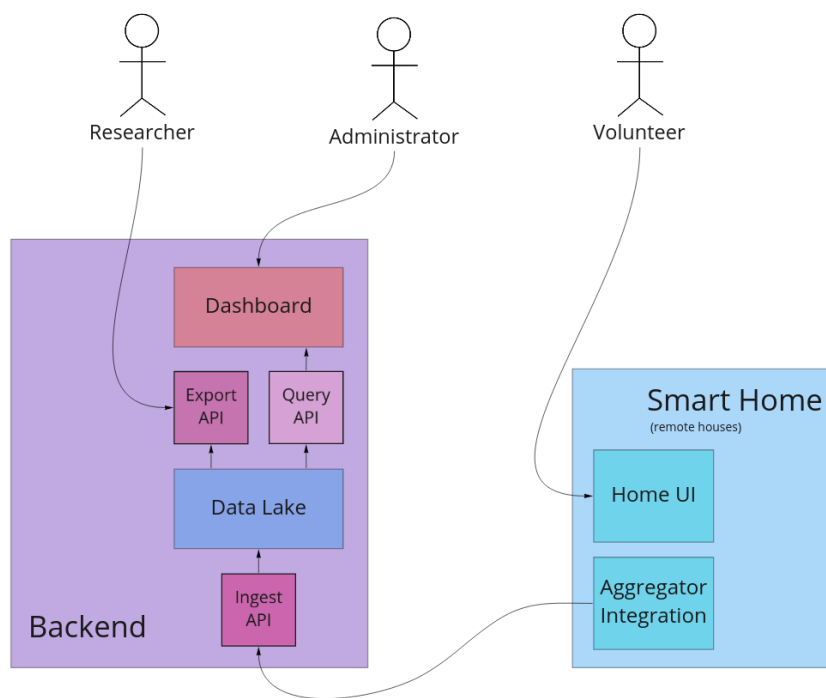 Researcher
Administrator
Volunteer
Dashboard
Export
API
Query
API
Data Lake
Ingest
API
Backend
Smart Home
(remote houses)
Home UI
Aggregator
Integration